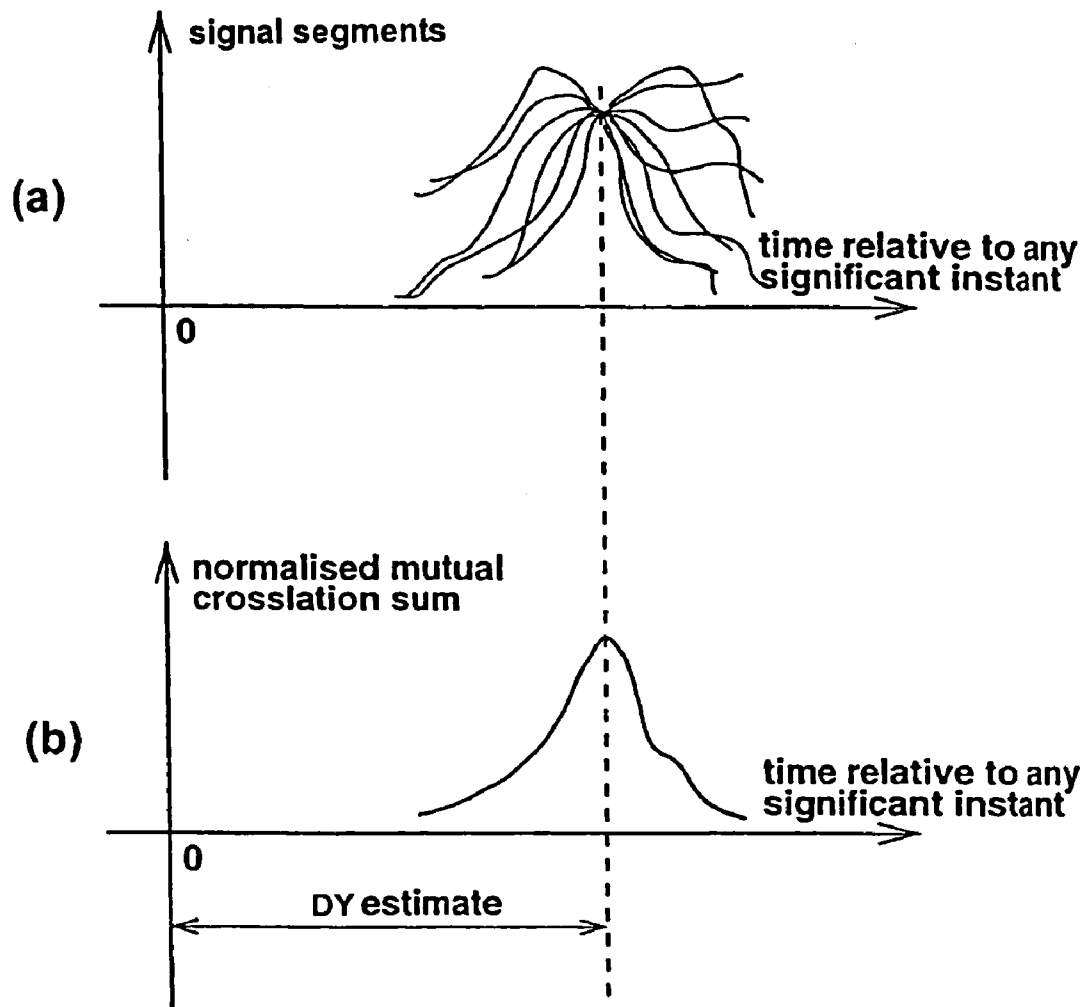 signal segments
(a)
time relative to any
significant instant
0
normalised mutual
crosslation sum
(b)
time relative to any
significant instant
0
DY estimate